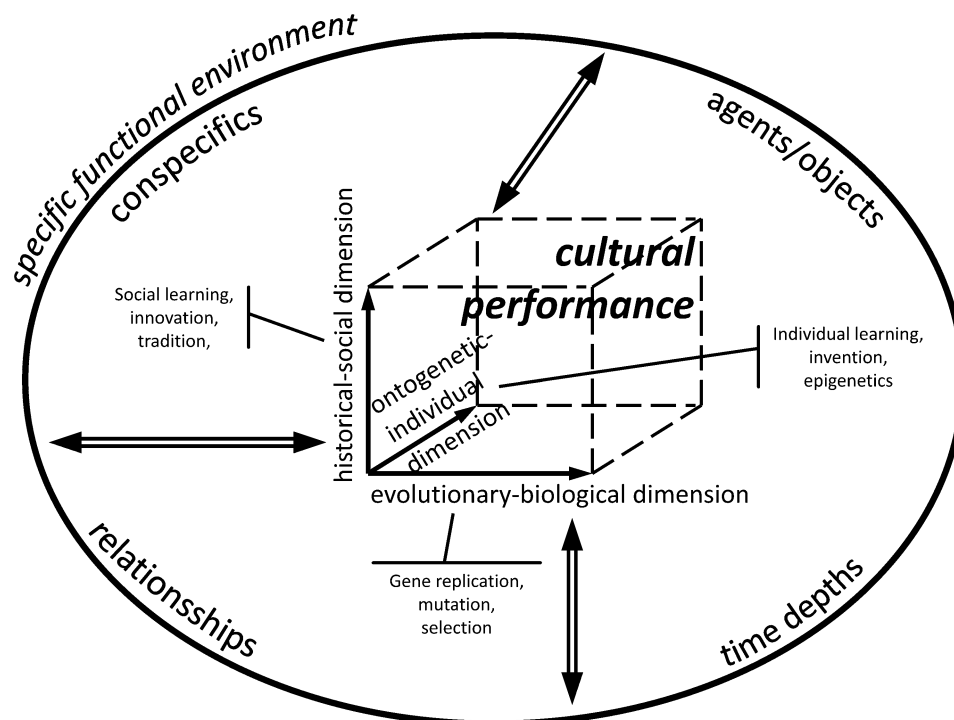 specific functional environment
conspecifics
agents/objects
cultural
performance
historical-social dimension
Social learning,
innovation,
tradition,
ontogenetic-
individual
dimension
Individual learning,
invention,
epigenetics
evolutionary-biological dimension
Gene replication,
mutation,
selection
relationsships
time depths